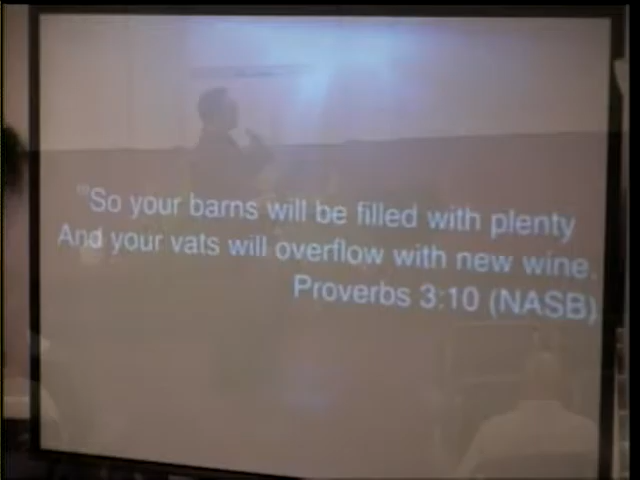 "So your barns will be filled with plenty
And your vats will overflow with new wine.
Proverbs 3:10 (NASB)